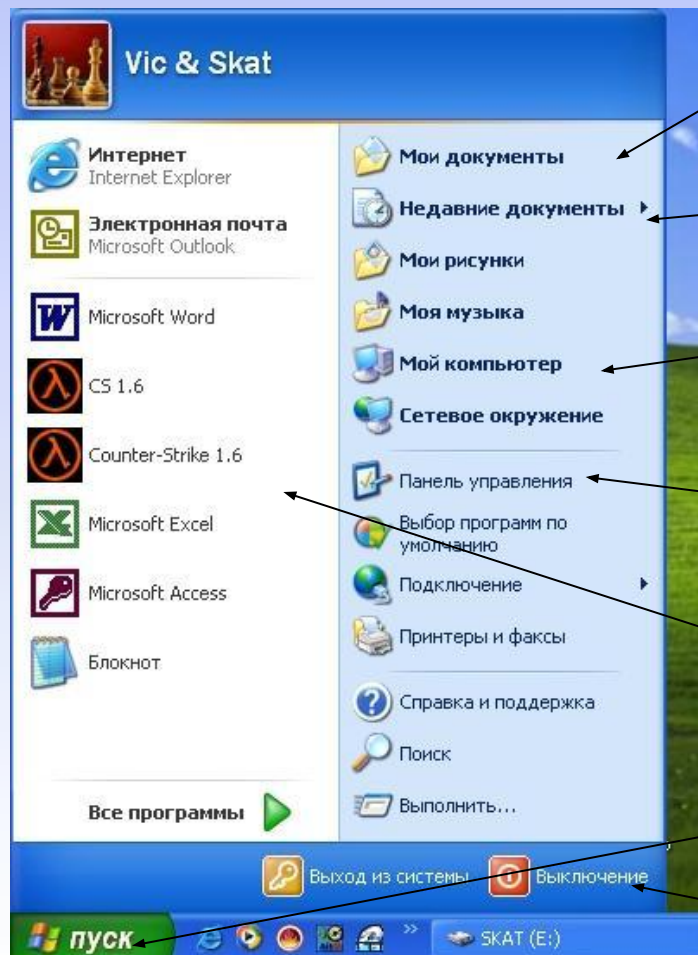 Vic & Skat
Интернет
Internet Explorer
Электронная почта
Microsoft Outlook
Microsoft Word
CS 1.6
Counter-Strike 1.6
Microsoft Excel
Microsoft Access
Блокнот
Все программы
Мои документы
Недавние документы
Мои рисунки
Моя музыка
Мой компьютер
Сетевое окружение
Панель управления
Выбор программ по
умолчанию
Подключение
Принтеры и факсы
Справка и поддержка
Поиск
Выполнить...
Выход из системы
Выключение
пуск
SKAT (E:)